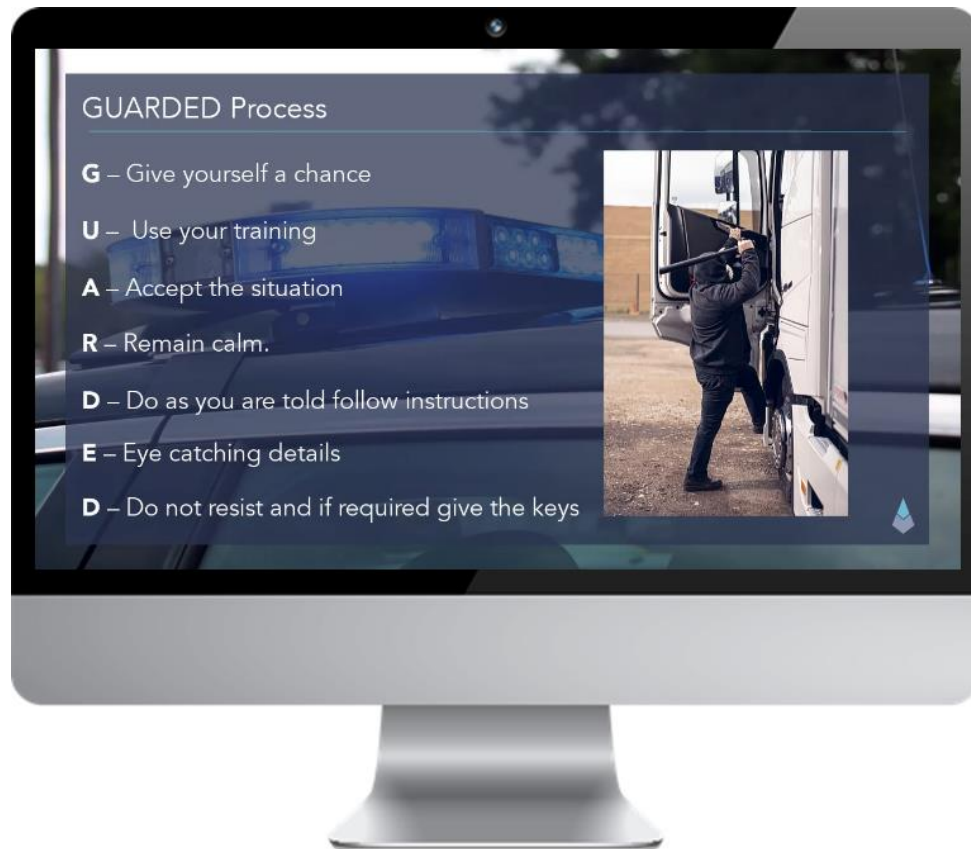 GUARDED Process
G – Give yourself a chance
U – Use your training
A – Accept the situation
R – Remain calm.
D – Do as you are told follow instructions
E – Eye catching details
D – Do not resist and if required give the keys